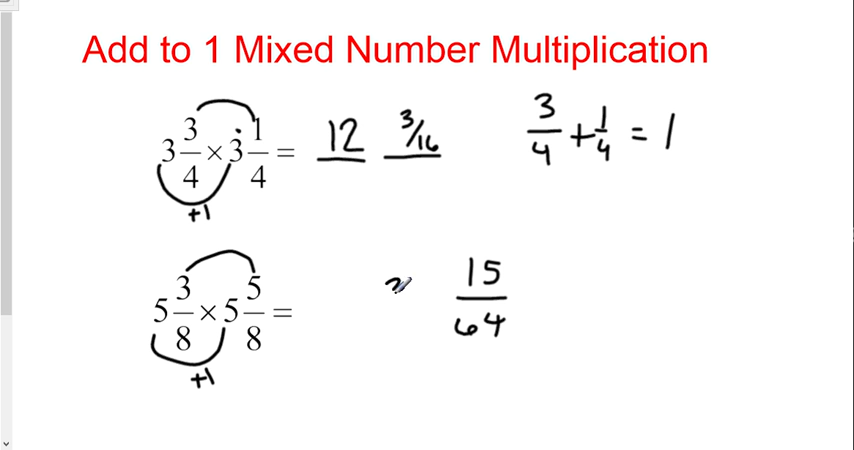 Add to 1 Mixed Number Multiplication
3 3/4 × 3 1/4 = 12 3/16
3/4 + 1/4 = 1
+1
5 3/8 × 5 5/8 =
15/64
+1